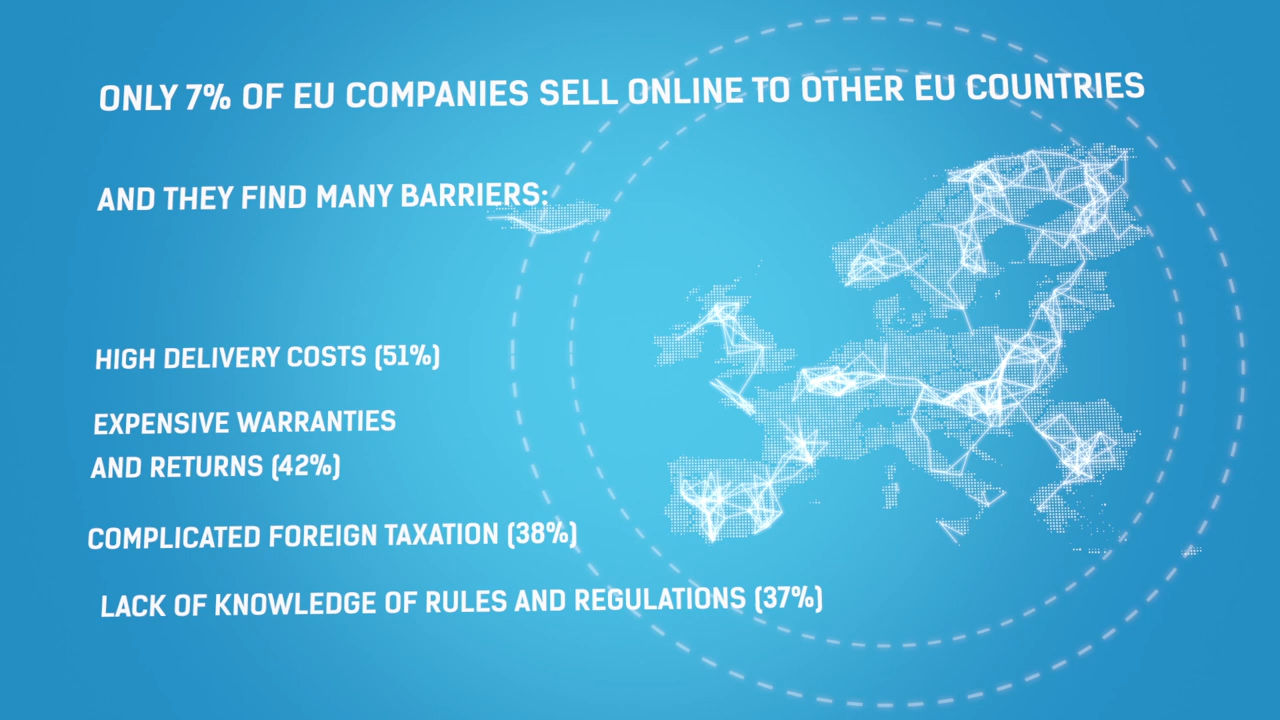 ONLY 7% OF EU COMPANIES SELL ONLINE TO OTHER EU COUNTRIES
AND THEY FIND MANY BARRIERS:
HIGH DELIVERY COSTS (51%)
EXPENSIVE WARRANTIES
AND RETURNS (42%)
COMPLICATED FOREIGN TAXATION (38%)
LACK OF KNOWLEDGE OF RULES AND REGULATIONS (37%)